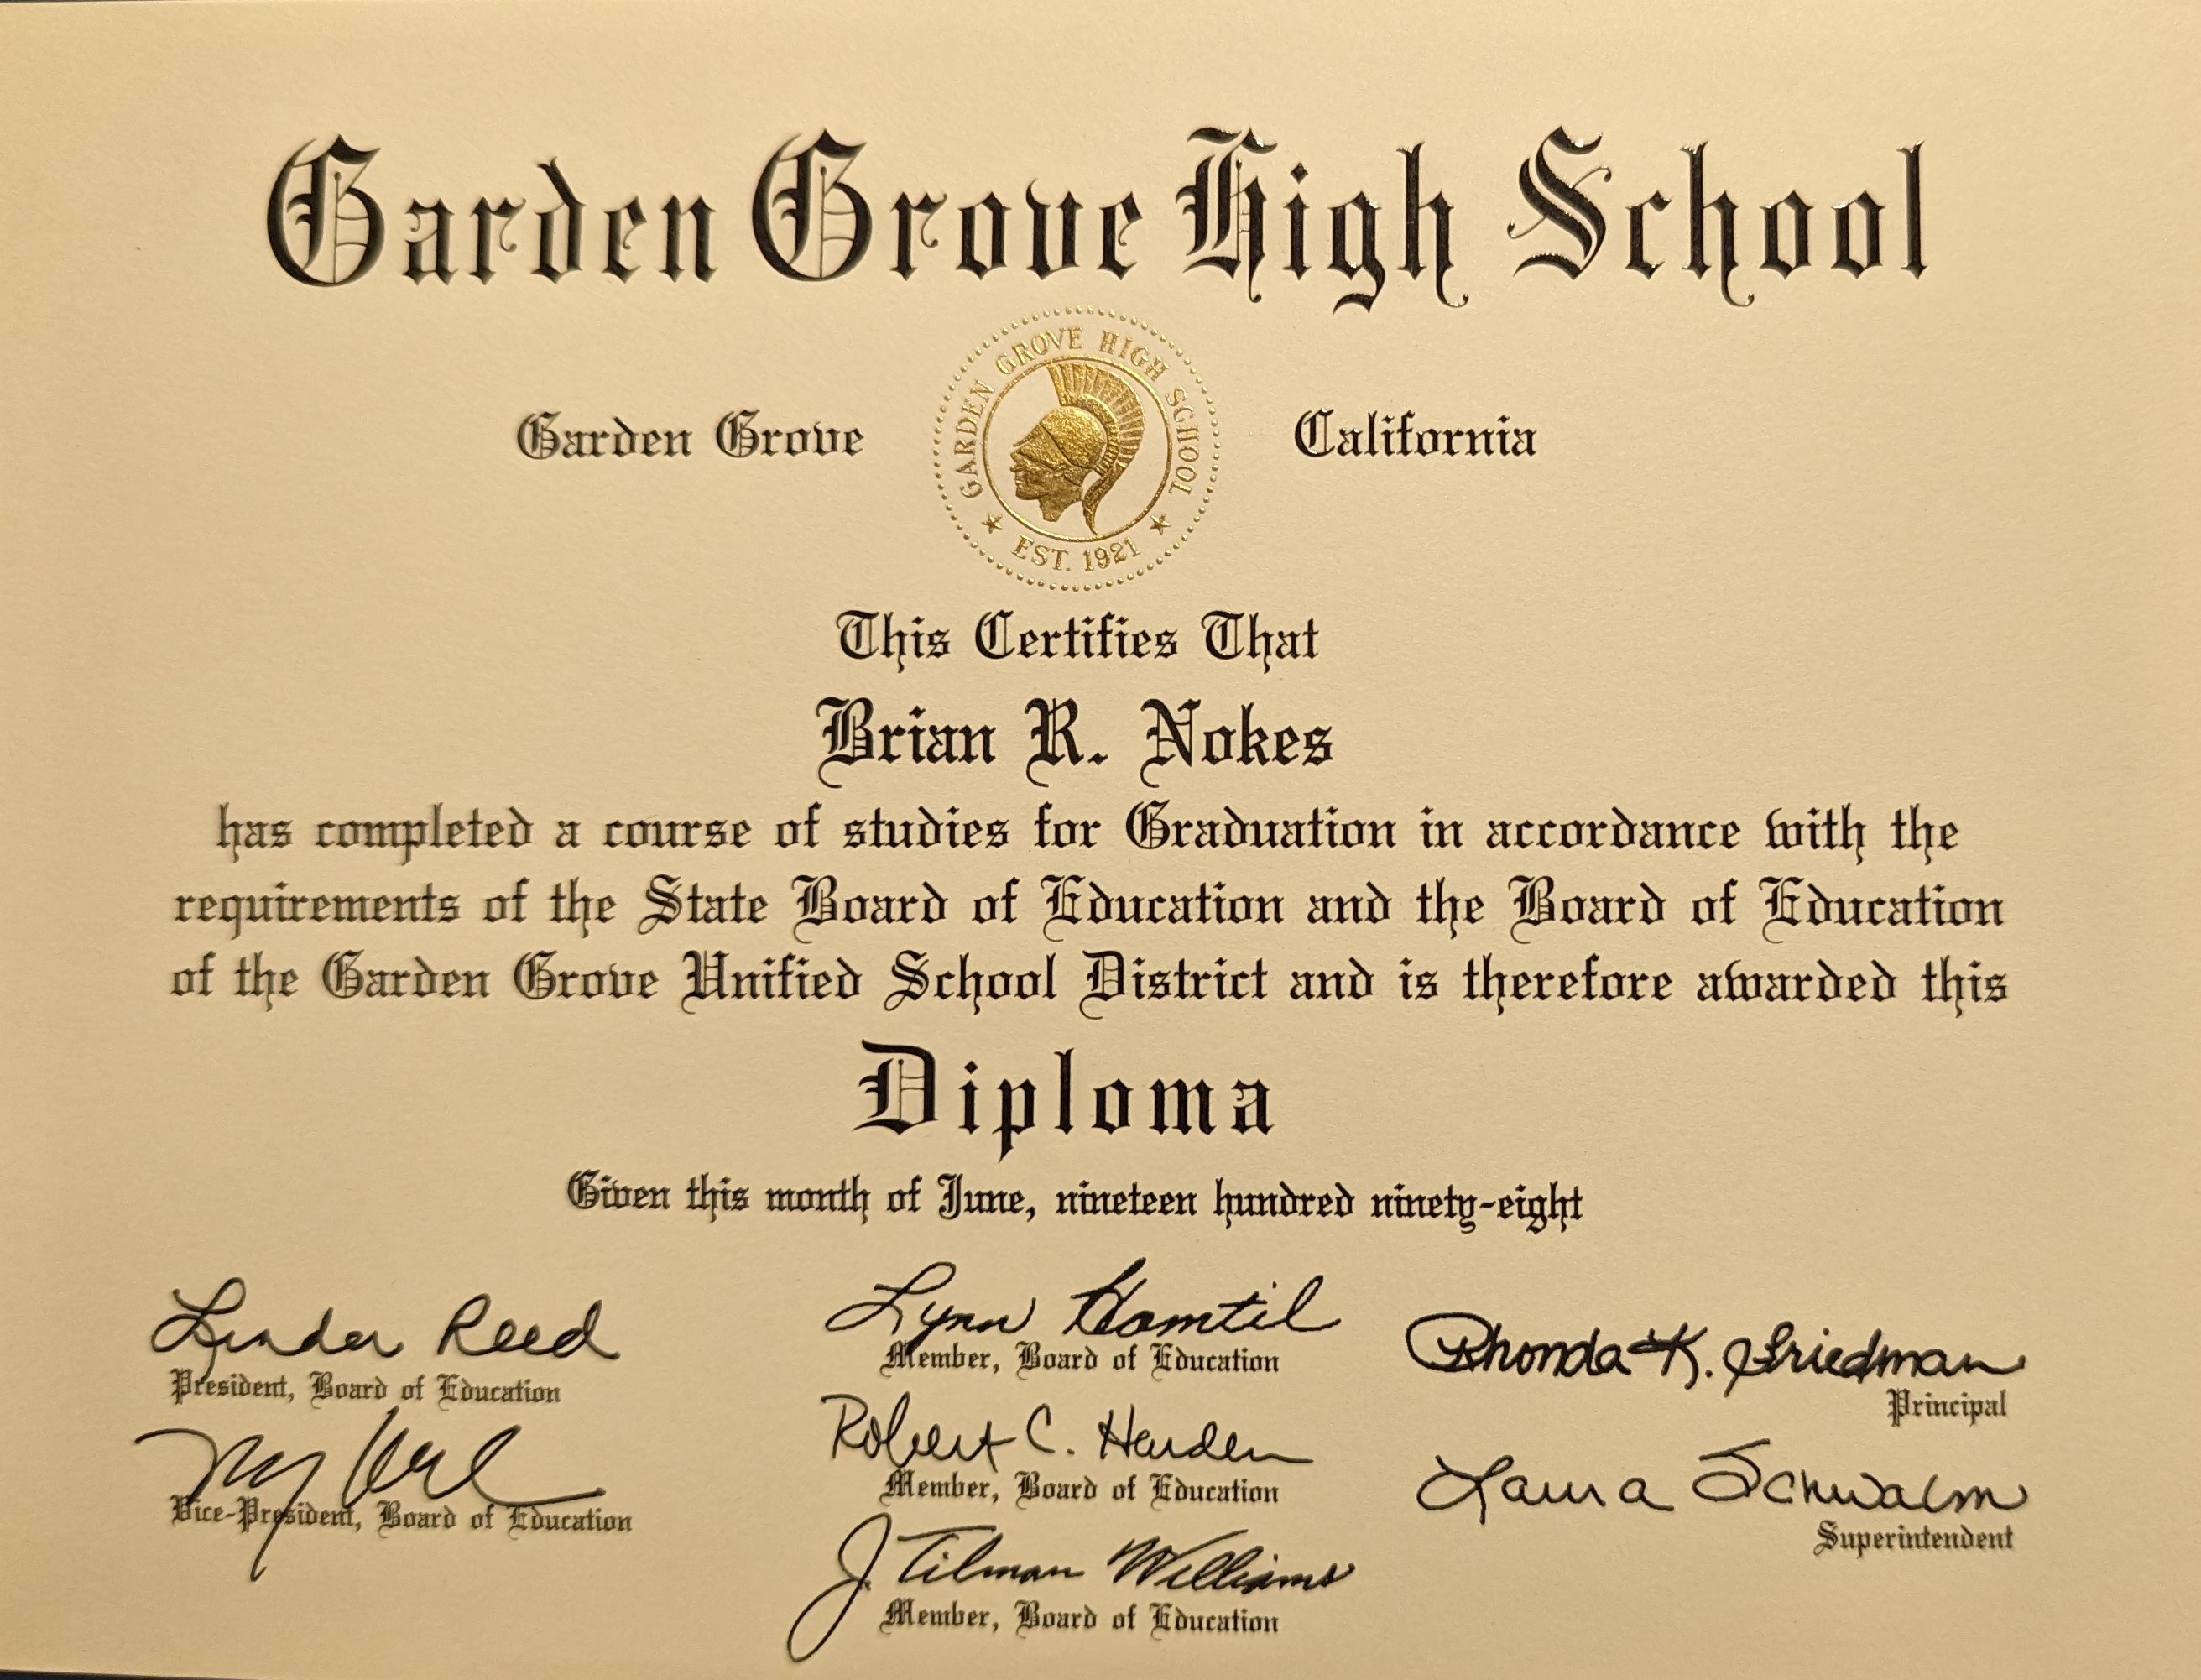 Garden Grove High School
GARDEN GROVE HIGH SCHOOL
EST. 1921
Garden Grove California
This Certifies That
Brian R. Nokes
has completed a course of studies for Graduation in accordance with the
requirements of the State Board of Education and the Board of Education
of the Garden Grove Unified School District and is therefore awarded this
Diploma
Given this month of June, nineteen hundred ninety-eight
Linda Reed
President, Board of Education
Vice-President, Board of Education
Lynn Hamtil
Member, Board of Education
Robert C. Harden
Member, Board of Education
J. Tilman Williams
Member, Board of Education
Rhonda K. Friedman
Principal
Laura Schwalm
Superintendent